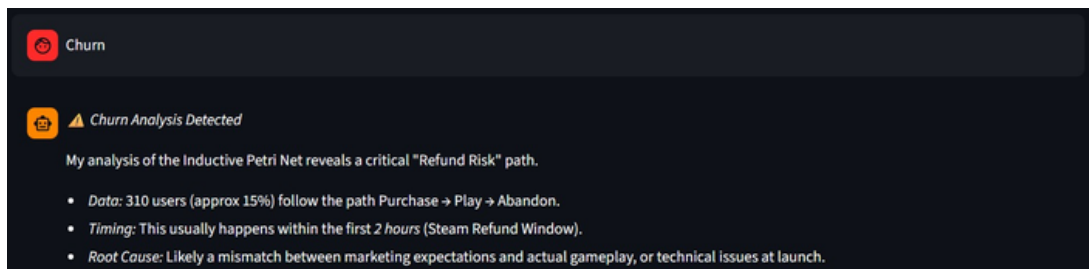 Churn
⚠ Churn Analysis Detected
My analysis of the Inductive Petri Net reveals a critical "Refund Risk" path.
• Data: 310 users (approx 15%) follow the path Purchase → Play → Abandon.
• Timing: This usually happens within the first 2 hours (Steam Refund Window).
• Root Cause: Likely a mismatch between marketing expectations and actual gameplay, or technical issues at launch.